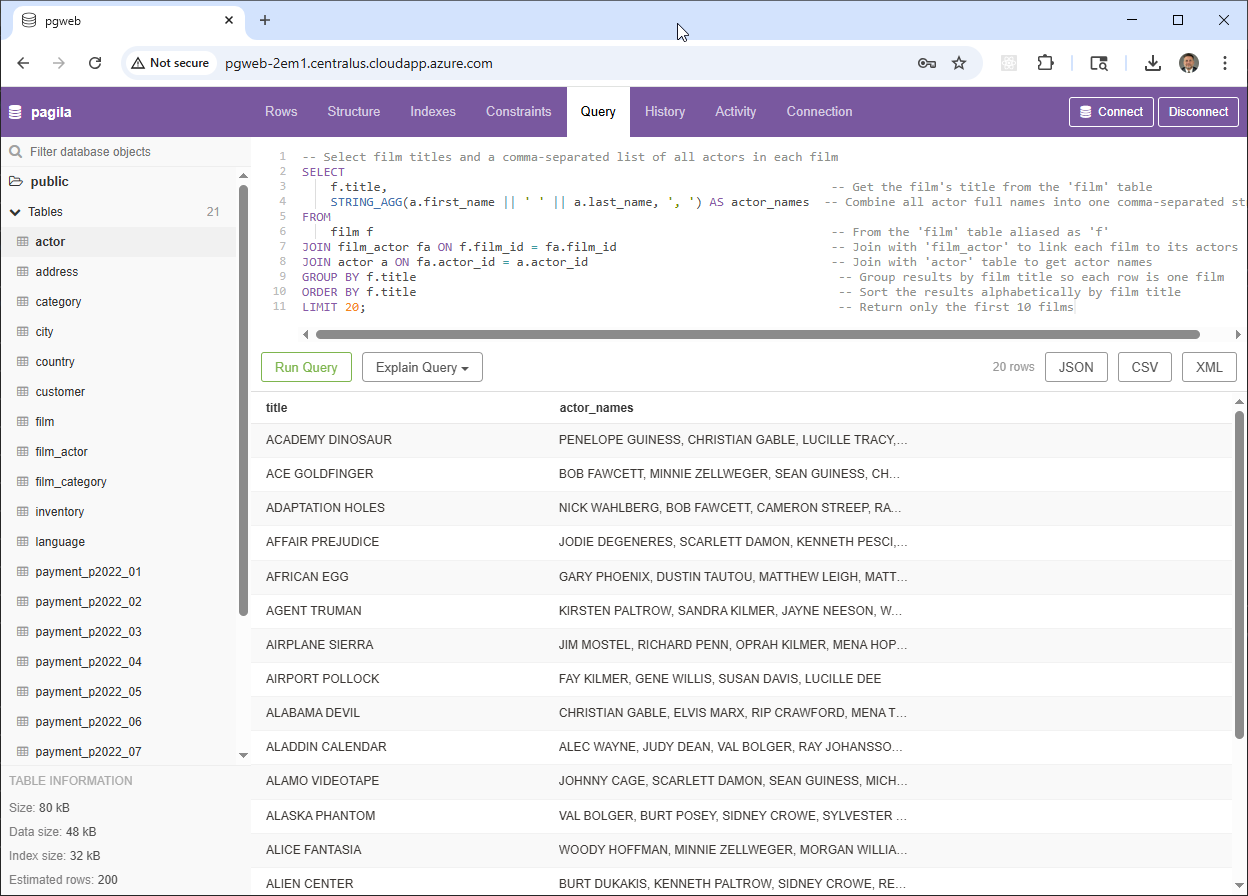 pgweb
Not secure
pgweb-2em1.centralus.cloudapp.azure.com
pagila
Rows
Structure
Indexes
Constraints
Query
History
Activity
Connection
Connect
Disconnect
Filter database objects
public
Tables 21
actor
address
category
city
country
customer
film
film_actor
film_category
inventory
language
payment_p2022_01
payment_p2022_02
payment_p2022_03
payment_p2022_04
payment_p2022_05
payment_p2022_06
payment_p2022_07
TABLE INFORMATION
Size: 80 kB
Data size: 48 kB
Index size: 32 kB
Estimated rows: 200
1 -- Select film titles and a comma-separated list of all actors in each film
2 SELECT
3 f.title, -- Get the film's title from the 'film' table
4 STRING_AGG(a.first_name || ' ' || a.last_name, ', ') AS actor_names -- Combine all actor full names into one comma-separated st
5 FROM
6 film f -- From the 'film' table aliased as 'f'
7 JOIN film_actor fa ON f.film_id = fa.film_id -- Join with 'film_actor' to link each film to its actors
8 JOIN actor a ON fa.actor_id = a.actor_id -- Join with 'actor' table to get actor names
9 GROUP BY f.title -- Group results by film title so each row is one film
10 ORDER BY f.title -- Sort the results alphabetically by film title
11 LIMIT 20; -- Return only the first 10 films
Run Query
Explain Query
20 rows
JSON
CSV
XML
title actor_names
ACADEMY DINOSAUR PENELOPE GUINESS, CHRISTIAN GABLE, LUCILLE TRACY,...
ACE GOLDFINGER BOB FAWCETT, MINNIE ZELLWEGER, SEAN GUINESS, CH...
ADAPTATION HOLES NICK WAHLBERG, BOB FAWCETT, CAMERON STREEP, RA...
AFFAIR PREJUDICE JODIE DEGENERES, SCARLETT DAMON, KENNETH PESCI,...
AFRICAN EGG GARY PHOENIX, DUSTIN TAUTOU, MATTHEW LEIGH, MATT...
AGENT TRUMAN KIRSTEN PALTROW, SANDRA KILMER, JAYNE NEESON, W...
AIRPLANE SIERRA JIM MOSTEL, RICHARD PENN, OPRAH KILMER, MENA HOP...
AIRPORT POLLOCK FAY KILMER, GENE WILLIS, SUSAN DAVIS, LUCILLE DEE
ALABAMA DEVIL CHRISTIAN GABLE, ELVIS MARX, RIP CRAWFORD, MENA T...
ALADDIN CALENDAR ALEC WAYNE, JUDY DEAN, VAL BOLGER, RAY JOHANSSO...
ALAMO VIDEOTAPE JOHNNY CAGE, SCARLETT DAMON, SEAN GUINESS, MICH...
ALASKA PHANTOM VAL BOLGER, BURT POSEY, SIDNEY CROWE, SYLVESTER ...
ALICE FANTASIA WOODY HOFFMAN, MINNIE ZELLWEGER, MORGAN WILLIA...
ALIEN CENTER BURT DUKAKIS, KENNETH PALTROW, SIDNEY CROWE, RE...